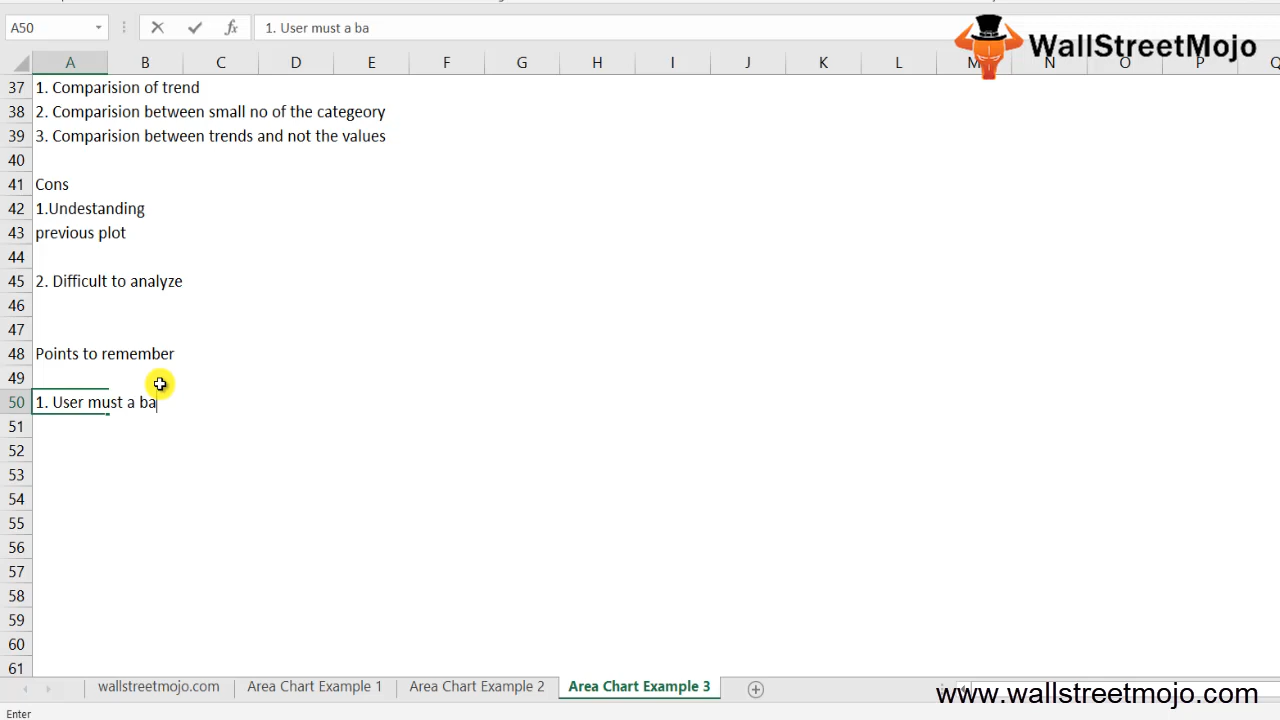 A50
fx
1. User must a ba
WallStreetMojo
A B C D E F G H I J K L M N O P Q
37 1. Comparision of trend
38 2. Comparision between small no of the categeory
39 3. Comparision between trends and not the values
40
41 Cons
42 1.Undestanding
43 previous plot
44
45 2. Difficult to analyze
46
47
48 Points to remember
49
50 1. User must a ba
51
52
53
54
55
56
57
58
59
60
61
wallstreetmojo.com Area Chart Example 1 Area Chart Example 2 Area Chart Example 3
www.wallstreetmojo.com
Enter